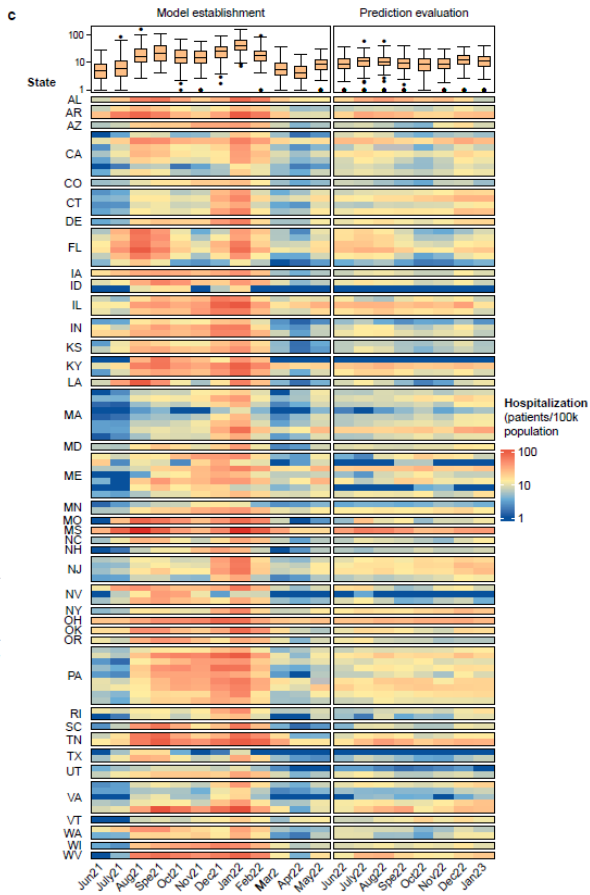 c
Model establishment
Prediction evaluation
100
10
1
100
10
1
State
AL
AR
AZ
CA
CO
CT
DE
FL
IA
ID
IL
IN
KS
KY
LA
MA
MD
ME
MN
MO
MS
NC
NH
NJ
NV
NY
OH
OK
OR
PA
RI
SC
TN
TX
UT
VA
VT
WA
WI
WV
Hospitalization
(patients/100k
population
100
10
1
Jun21
July21
Aug21
Spe21
Oct21
Nov21
Dec21
Jan22
Feb22
Mar2
Apr22
May22
Jun22
July22
Aug22
Spe22
Oct22
Nov22
Dec22
Jan23